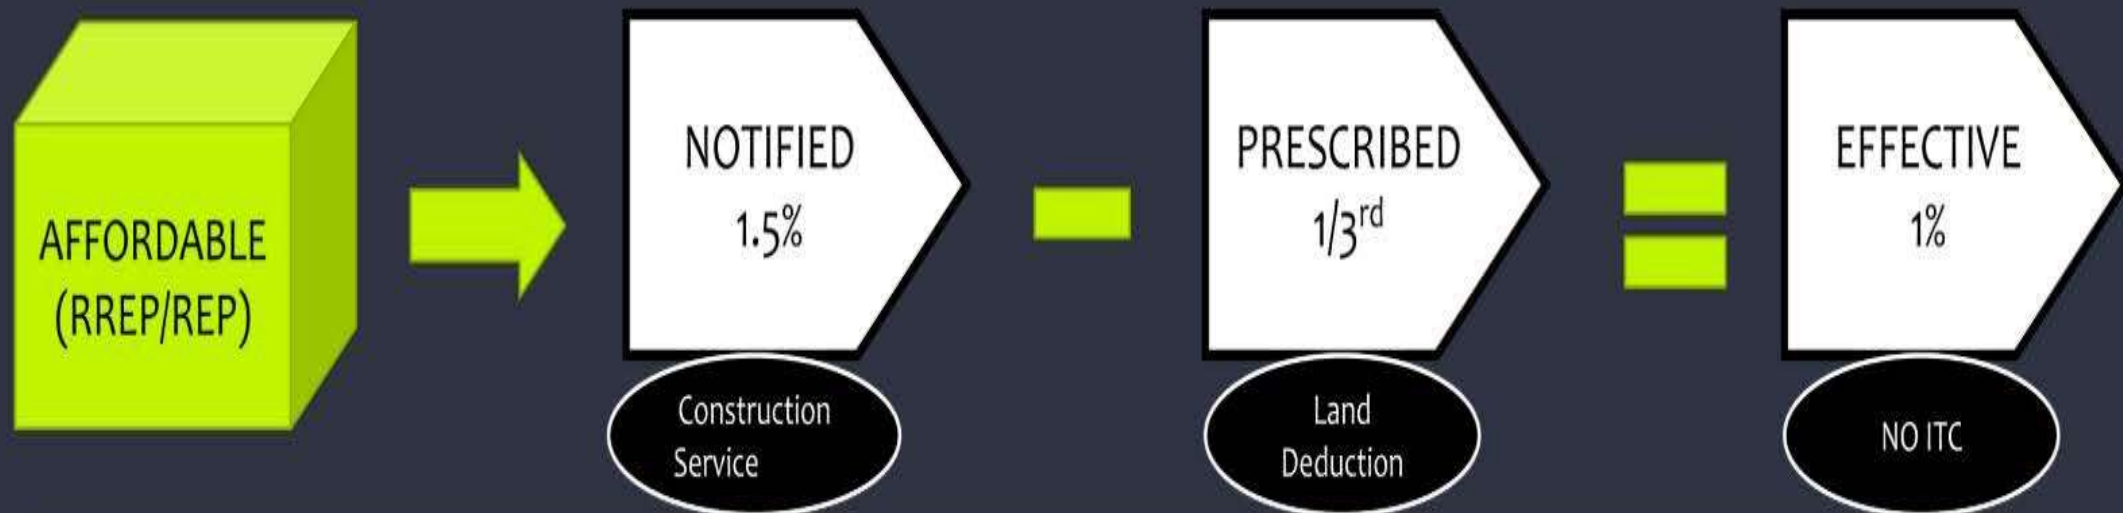 AFFORDABLE
(RREP/REP)
NOTIFIED
1.5%
Construction
Service
PRESCRIBED
1/3rd
Land
Deduction
EFFECTIVE
1%
NO ITC